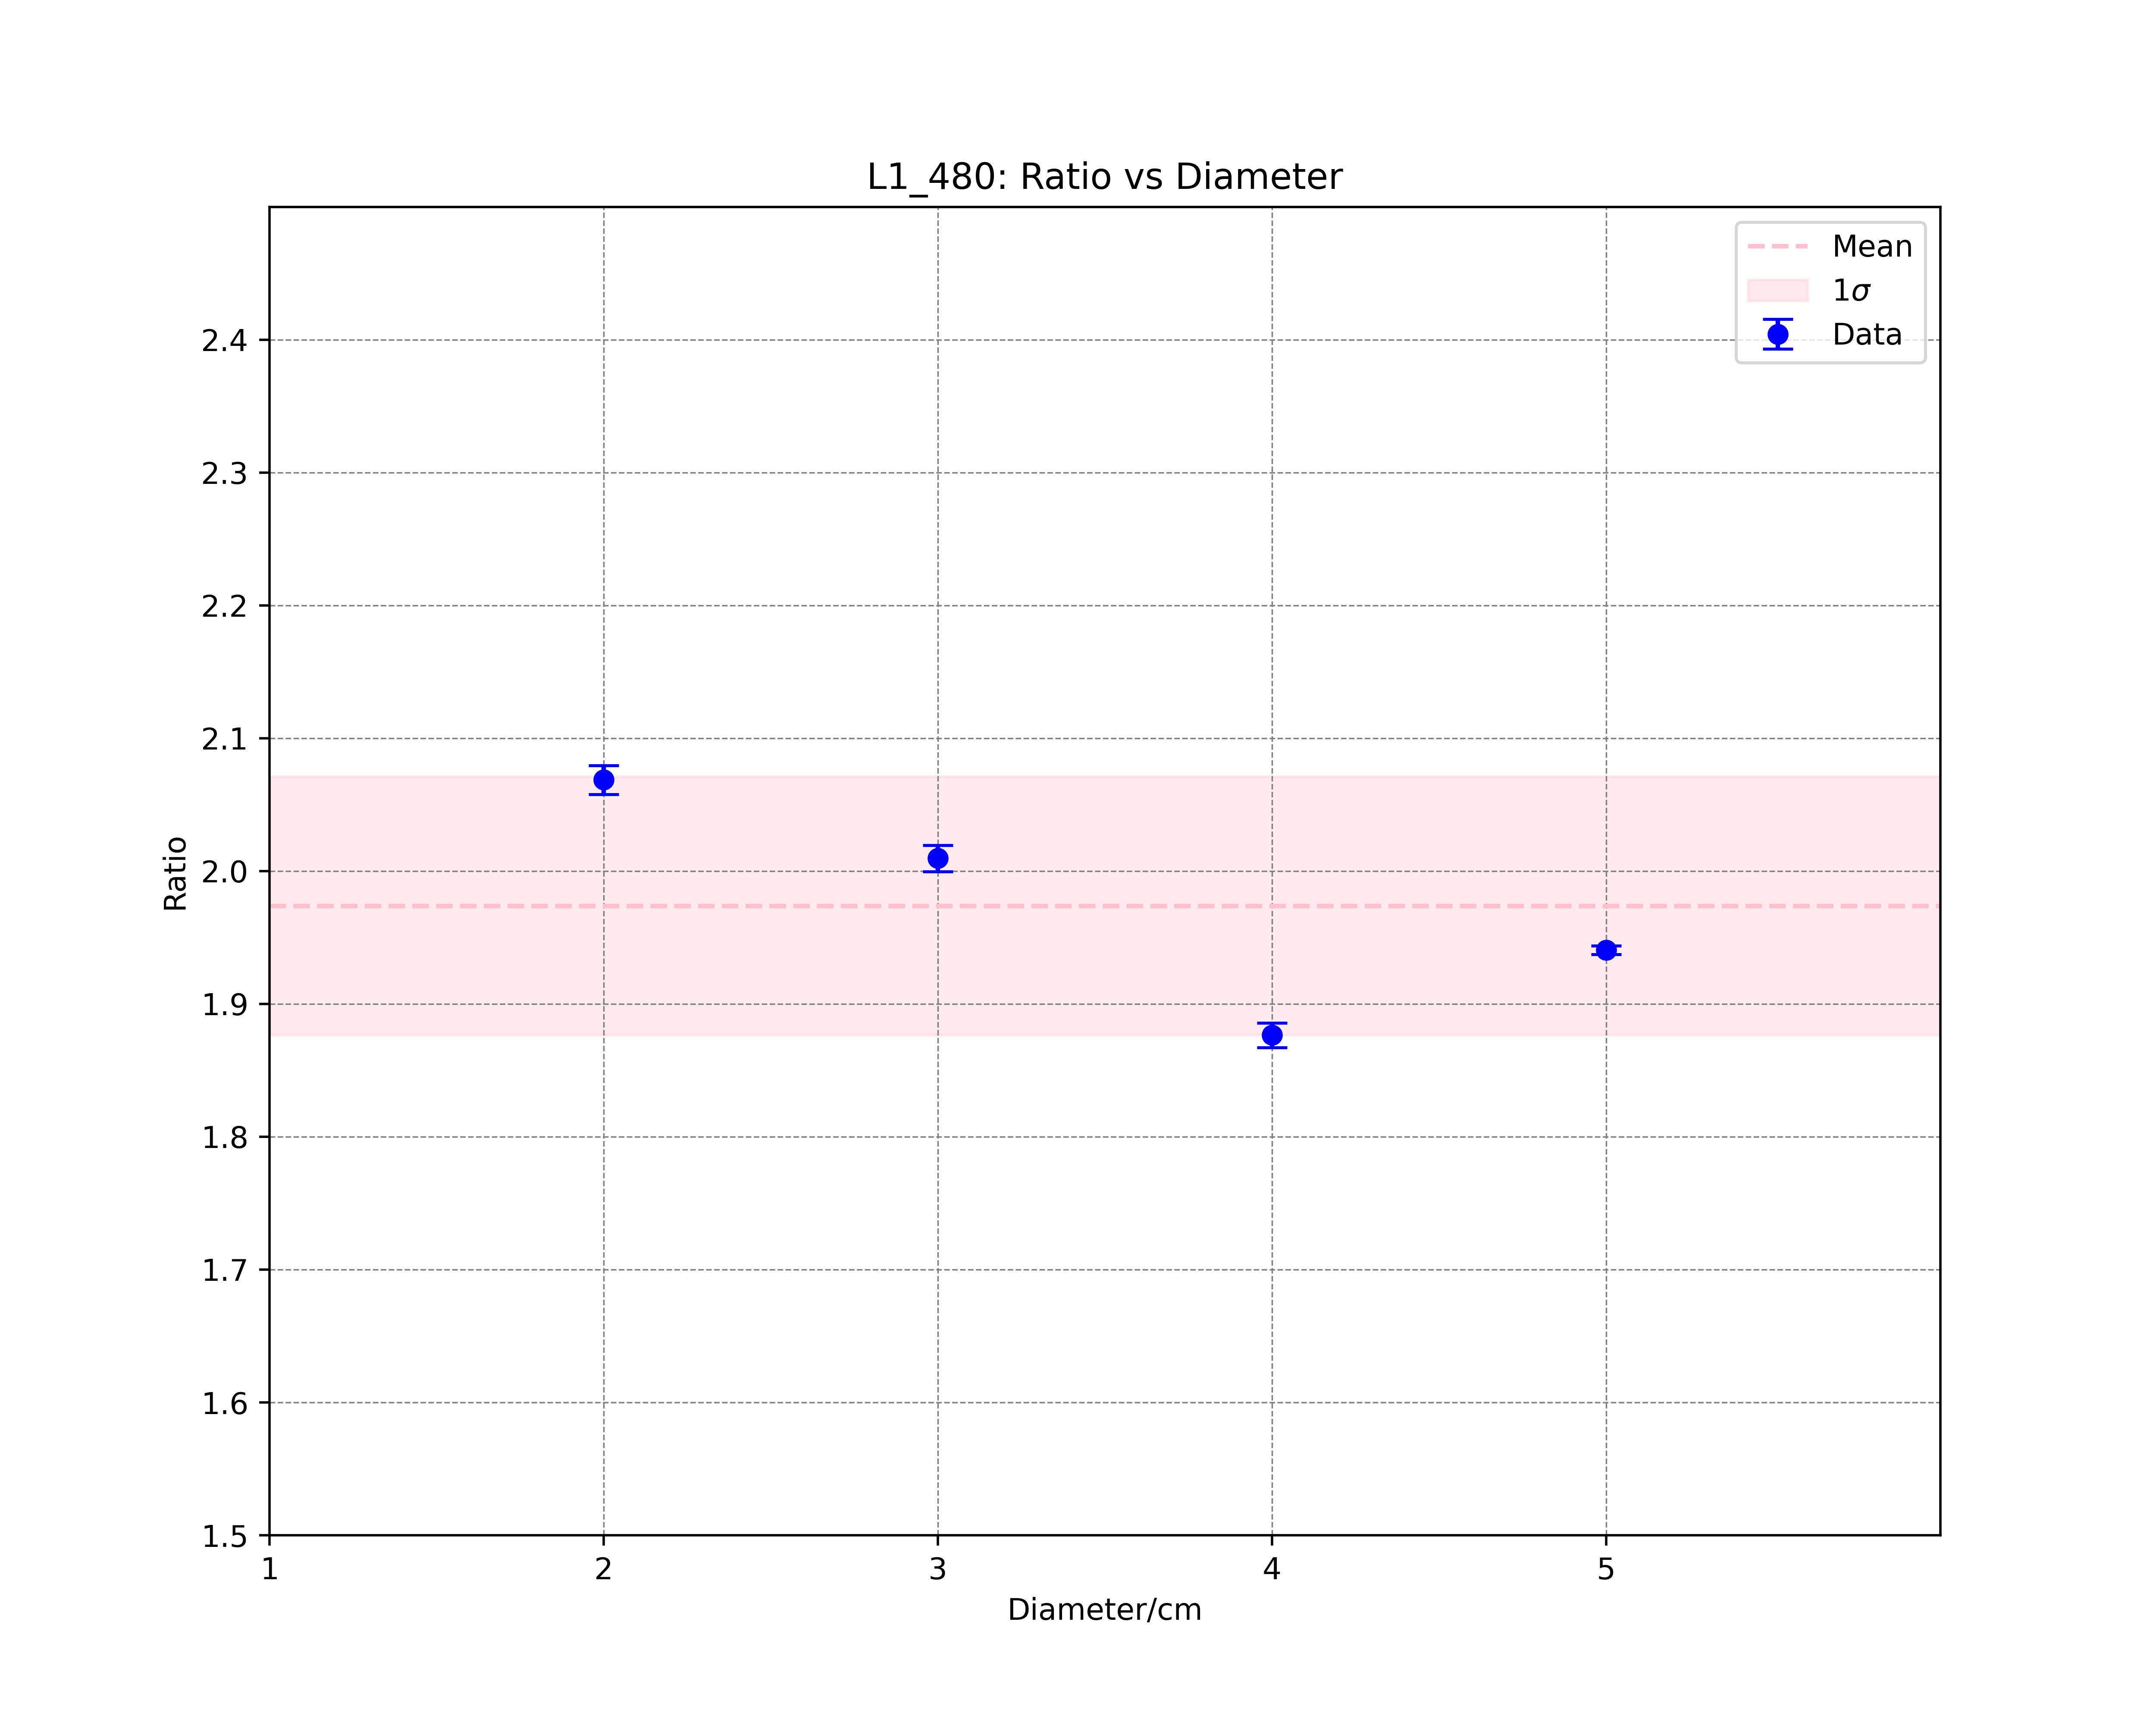 L1_480: Ratio vs Diameter
Mean
1σ
Data
2.4
2.3
2.2
2.1
2.0
1.9
1.8
1.7
1.6
1.5
Ratio
1 2 3 4 5
Diameter/cm